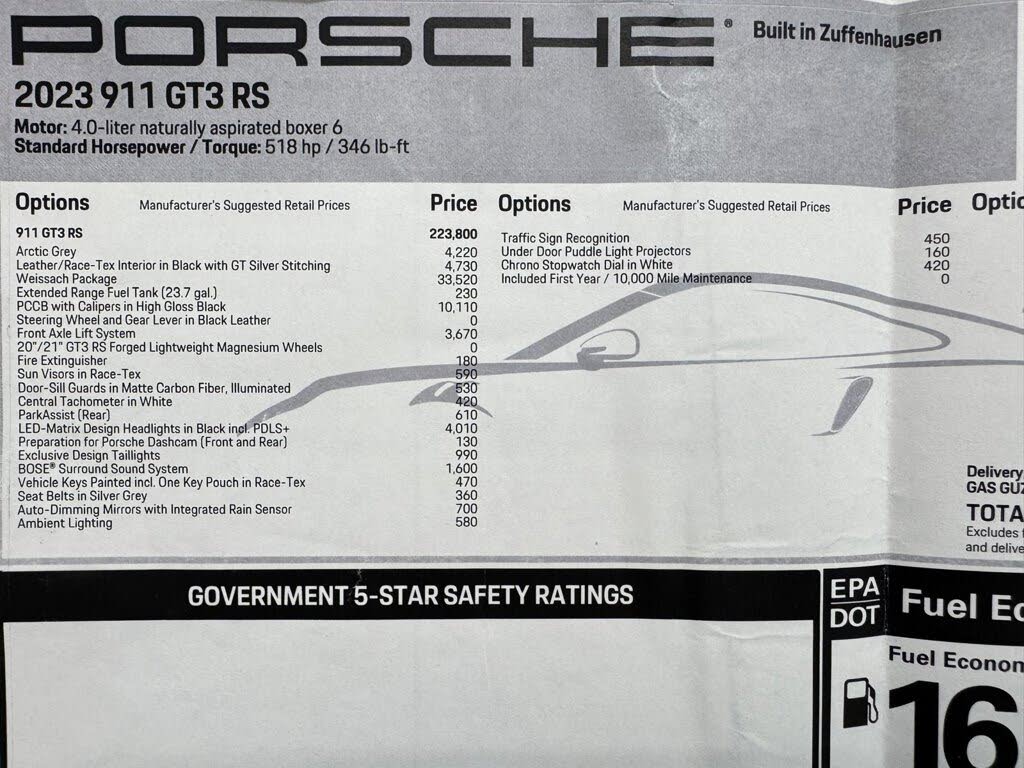 PORSCHE® Built in Zuffenhausen
2023 911 GT3 RS
Motor: 4.0-liter naturally aspirated boxer 6
Standard Horsepower / Torque: 518 hp / 346 lb-ft
Options Manufacturer's Suggested Retail Prices Price
911 GT3 RS 223,800
Arctic Grey 4,220
Leather/Race-Tex Interior in Black with GT Silver Stitching 4,730
Weissach Package 33,520
Extended Range Fuel Tank (23.7 gal.) 230
PCCB with Calipers in High Gloss Black 10,110
Steering Wheel and Gear Lever in Black Leather 0
Front Axle Lift System 3,670
20"/21" GT3 RS Forged Lightweight Magnesium Wheels 0
Fire Extinguisher 180
Sun Visors in Race-Tex 590
Door-Sill Guards in Matte Carbon Fiber, Illuminated 530
Central Tachometer in White 420
ParkAssist (Rear) 610
LED-Matrix Design Headlights in Black incl. PDLS+ 4,010
Preparation for Porsche Dashcam (Front and Rear) 130
Exclusive Design Taillights 990
BOSE® Surround Sound System 1,600
Vehicle Keys Painted incl. One Key Pouch in Race-Tex 470
Seat Belts in Silver Grey 360
Auto-Dimming Mirrors with Integrated Rain Sensor 700
Ambient Lighting 580
Options Manufacturer's Suggested Retail Prices Price
Traffic Sign Recognition 450
Under Door Puddle Light Projectors 160
Chrono Stopwatch Dial in White 420
Included First Year / 10,000 Mile Maintenance 0
Optio
Delivery,
GAS GUZ
TOTA
Excludes
and delive
GOVERNMENT 5-STAR SAFETY RATINGS
EPA
DOT
Fuel Ec
Fuel Econom
16